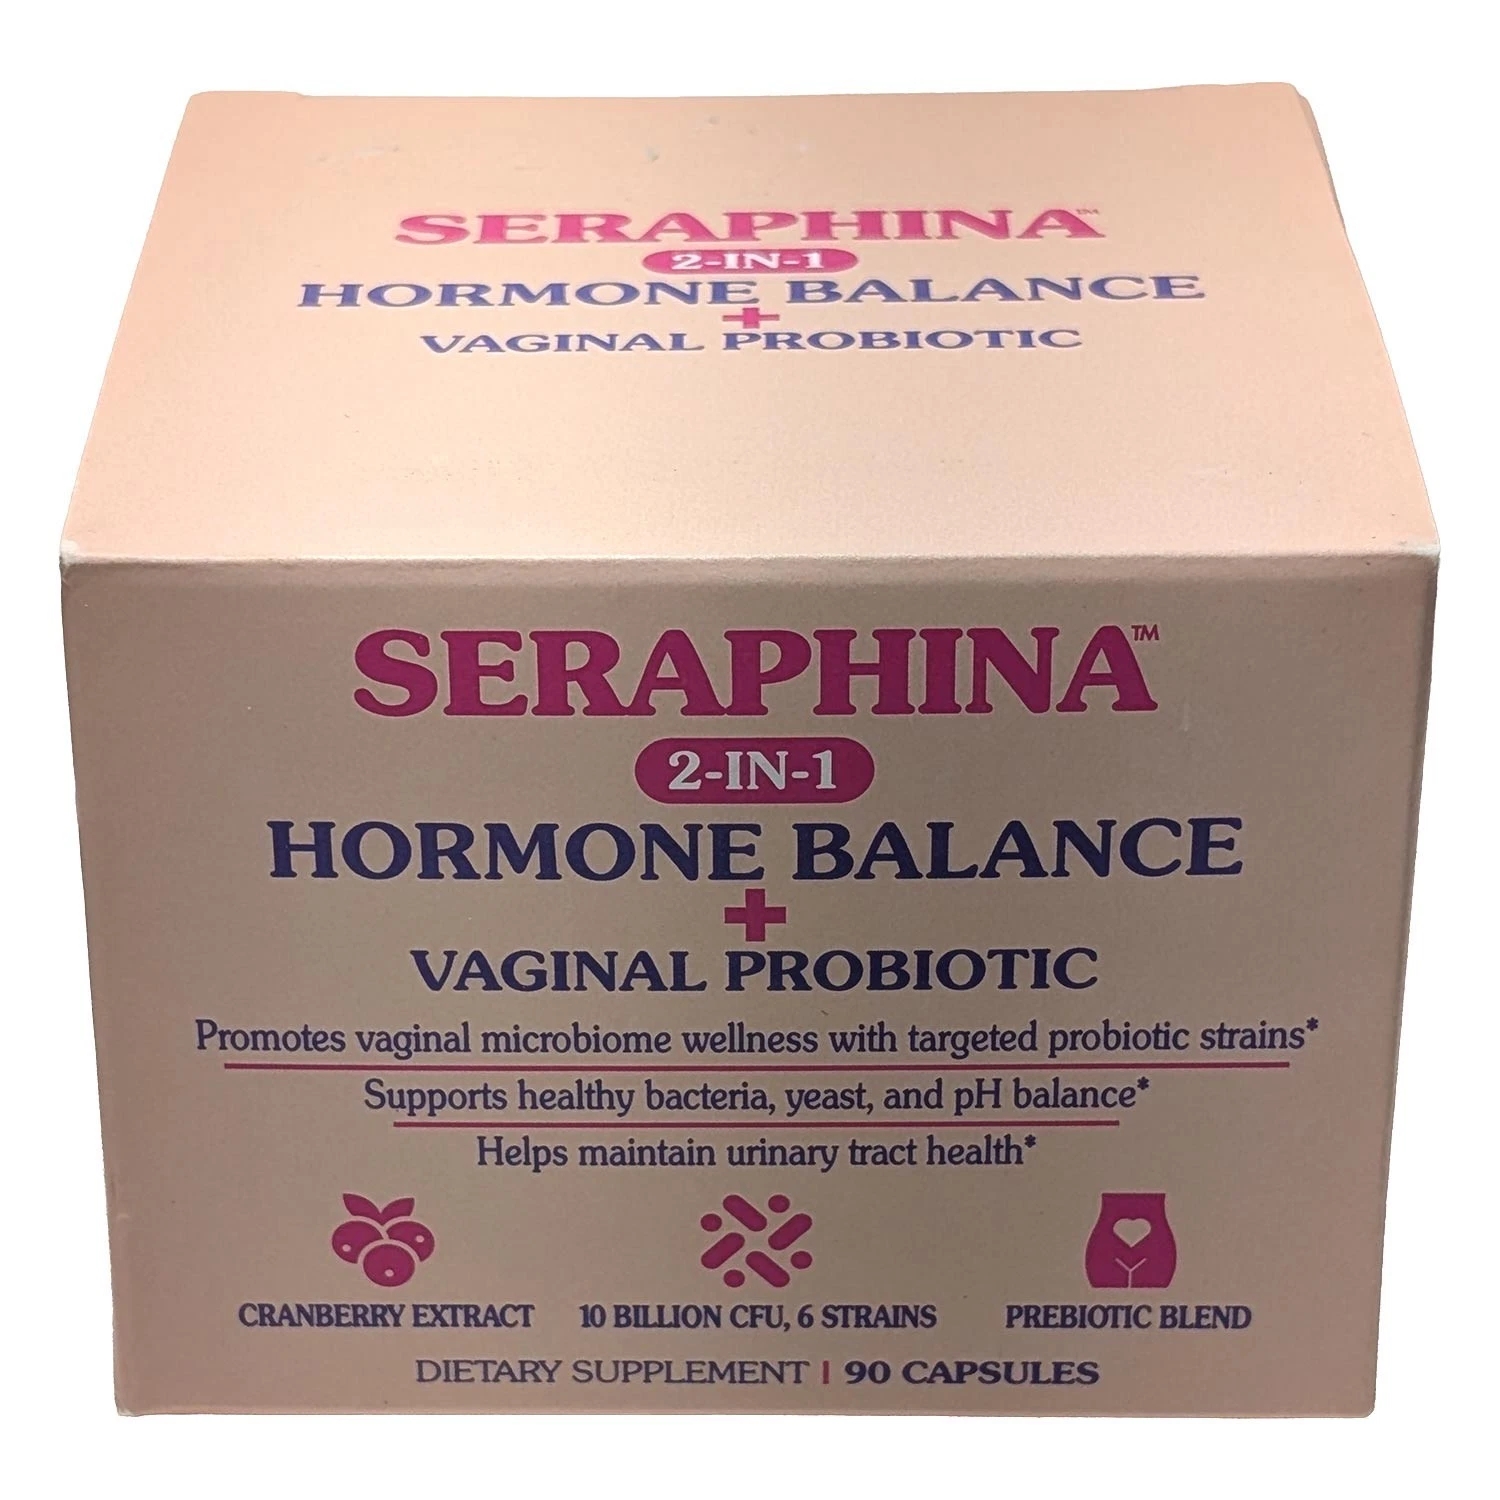 SERAPHINA™
2-IN-1
HORMONE BALANCE
+
VAGINAL PROBIOTIC
SERAPHINA™
2-IN-1
HORMONE BALANCE
+
VAGINAL PROBIOTIC
Promotes vaginal microbiome wellness with targeted probiotic strains*
Supports healthy bacteria, yeast, and pH balance*
Helps maintain urinary tract health*
CRANBERRY EXTRACT 10 BILLION CFU, 6 STRAINS PREBIOTIC BLEND
DIETARY SUPPLEMENT | 90 CAPSULES